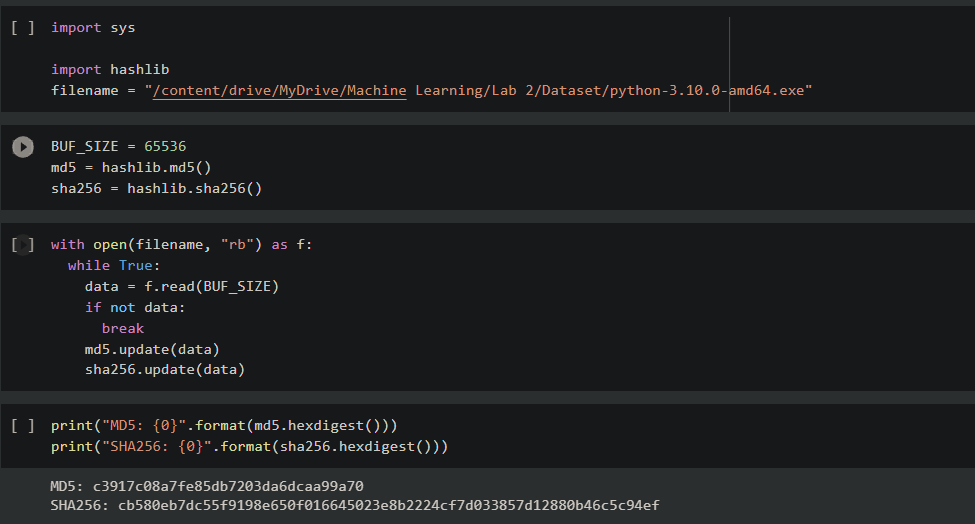 [ ] import sys
import hashlib
filename = "/content/drive/MyDrive/Machine Learning/Lab 2/Dataset/python-3.10.0-amd64.exe"
BUF_SIZE = 65536
md5 = hashlib.md5()
sha256 = hashlib.sha256()
[ ] with open(filename, "rb") as f:
while True:
data = f.read(BUF_SIZE)
if not data:
break
md5.update(data)
sha256.update(data)
[ ] print("MD5: {0}".format(md5.hexdigest()))
print("SHA256: {0}".format(sha256.hexdigest()))
MD5: c3917c08a7fe85db7203da6dcaa99a70
SHA256: cb580eb7dc55f9198e650f016645023e8b2224cf7d033857d12880b46c5c94ef